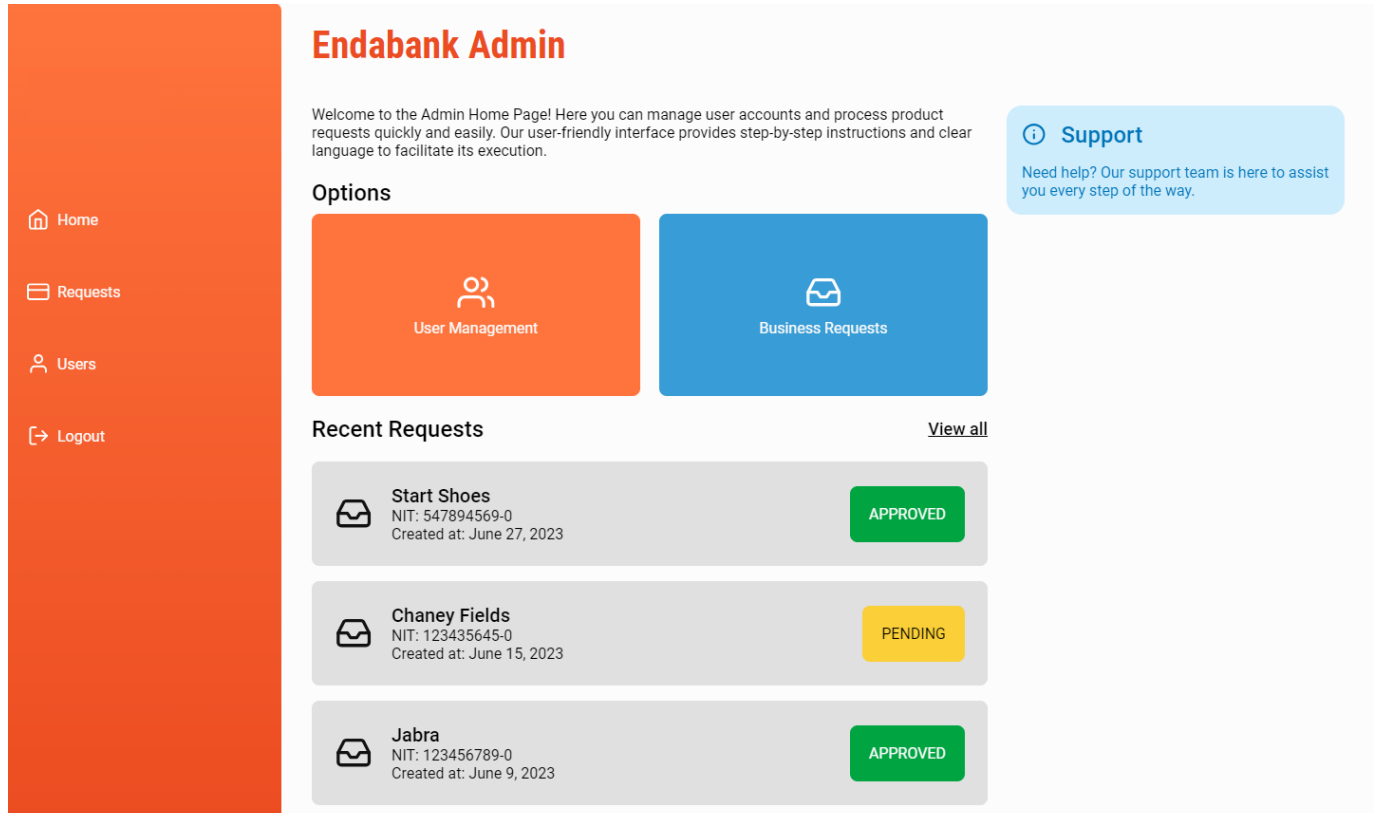 Endabank Admin
Home
Requests
Users
Logout
Welcome to the Admin Home Page! Here you can manage user accounts and process product
requests quickly and easily. Our user-friendly interface provides step-by-step instructions and clear
language to facilitate its execution.
Options
User Management
Business Requests
Recent Requests
View all
Start Shoes
NIT: 547894569-0
Created at: June 27, 2023
APPROVED
Chaney Fields
NIT: 123435645-0
Created at: June 15, 2023
PENDING
Jabra
NIT: 123456789-0
Created at: June 9, 2023
APPROVED
Support
Need help? Our support team is here to assist
you every step of the way.